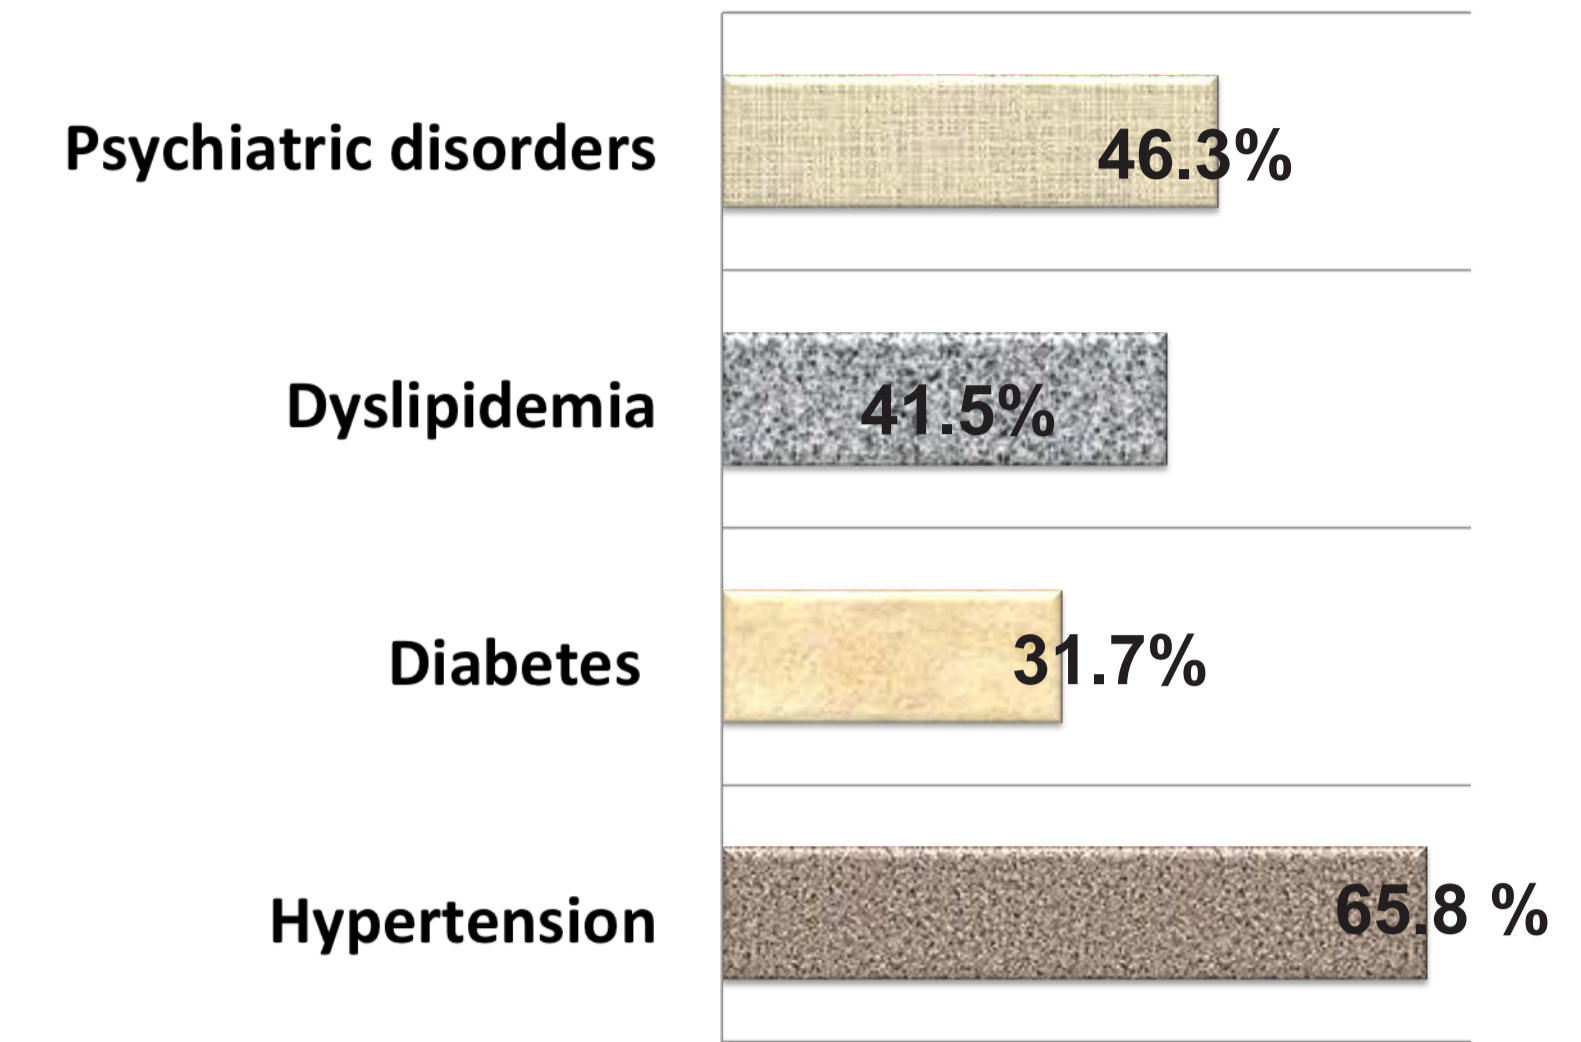 Psychiatric disorders 46.3%
Dyslipidemia 41.5%
Diabetes 31.7%
Hypertension 65.8 %